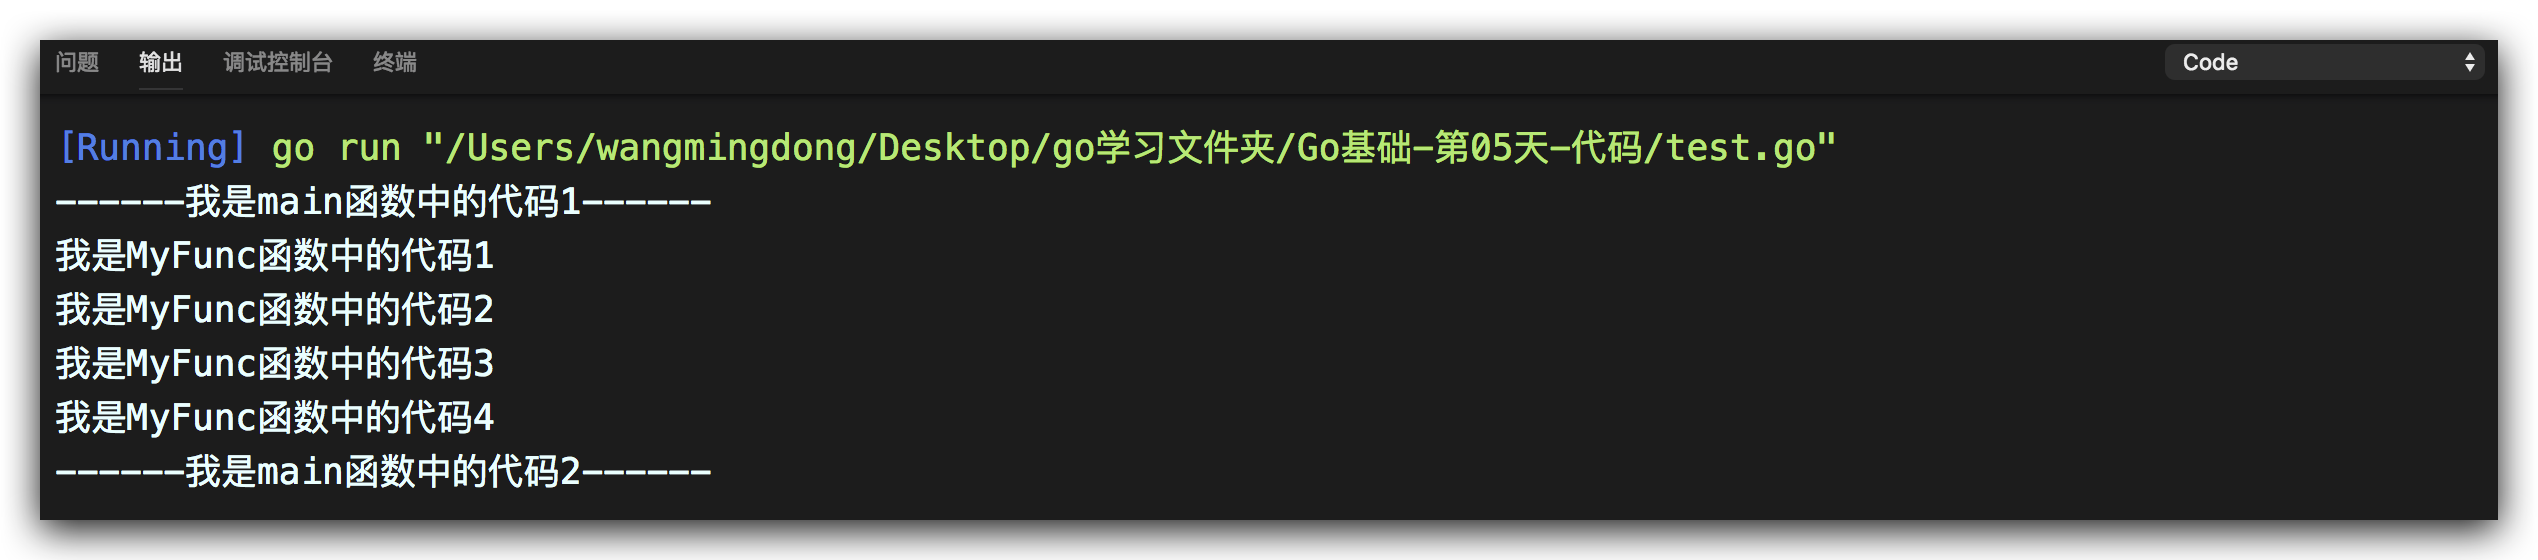 问题 输出 调试控制台 终端 Code
[Running] go run "/Users/wangmingdong/Desktop/go学习文件夹/Go基础-第05天-代码/test.go"
------我是main函数中的代码1------
我是MyFunc函数中的代码1
我是MyFunc函数中的代码2
我是MyFunc函数中的代码3
我是MyFunc函数中的代码4
------我是main函数中的代码2------